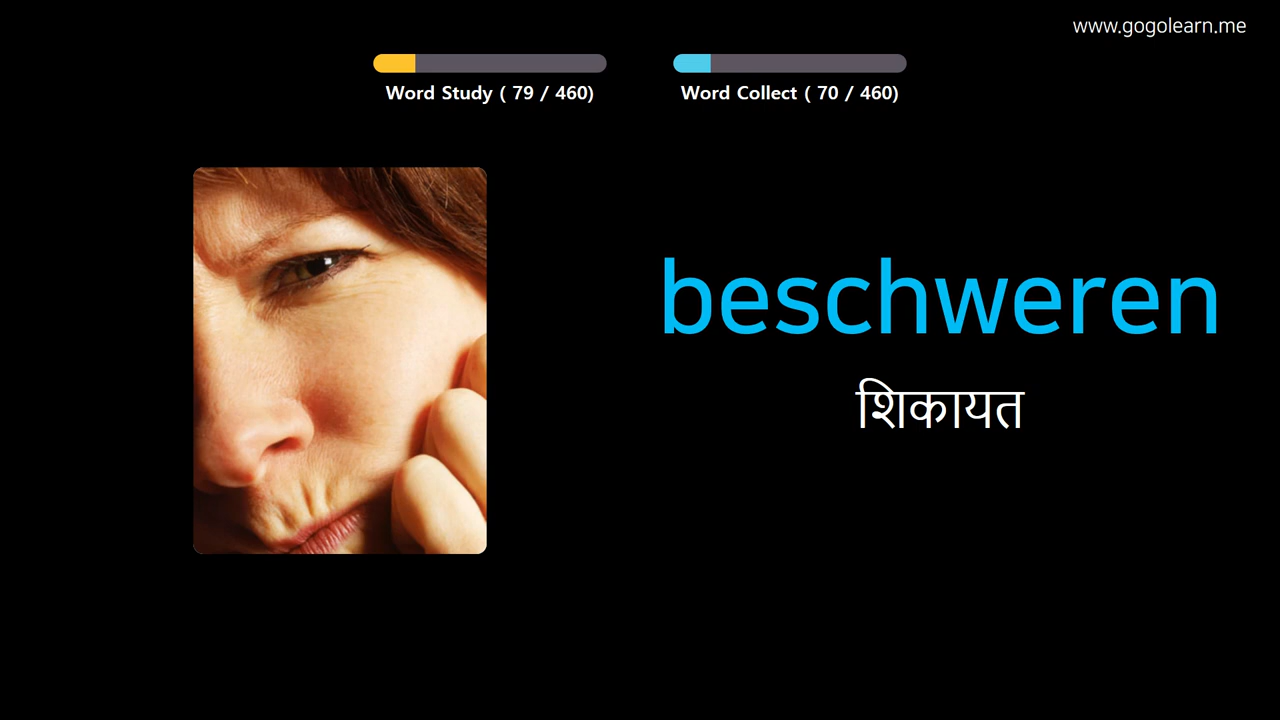 www.gogolearn.me
Word Study ( 79 / 460)
Word Collect ( 70 / 460)
beschweren
शिकायत